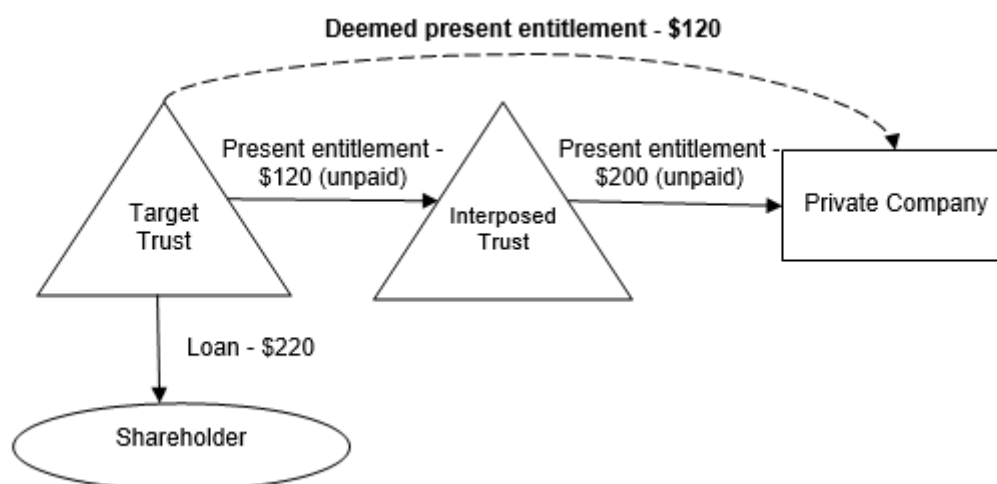 Deemed present entitlement - $120
Present entitlement -
$120 (unpaid)
Present entitlement -
$200 (unpaid)
Target
Trust
Interposed
Trust
Private Company
Loan - $220
Shareholder